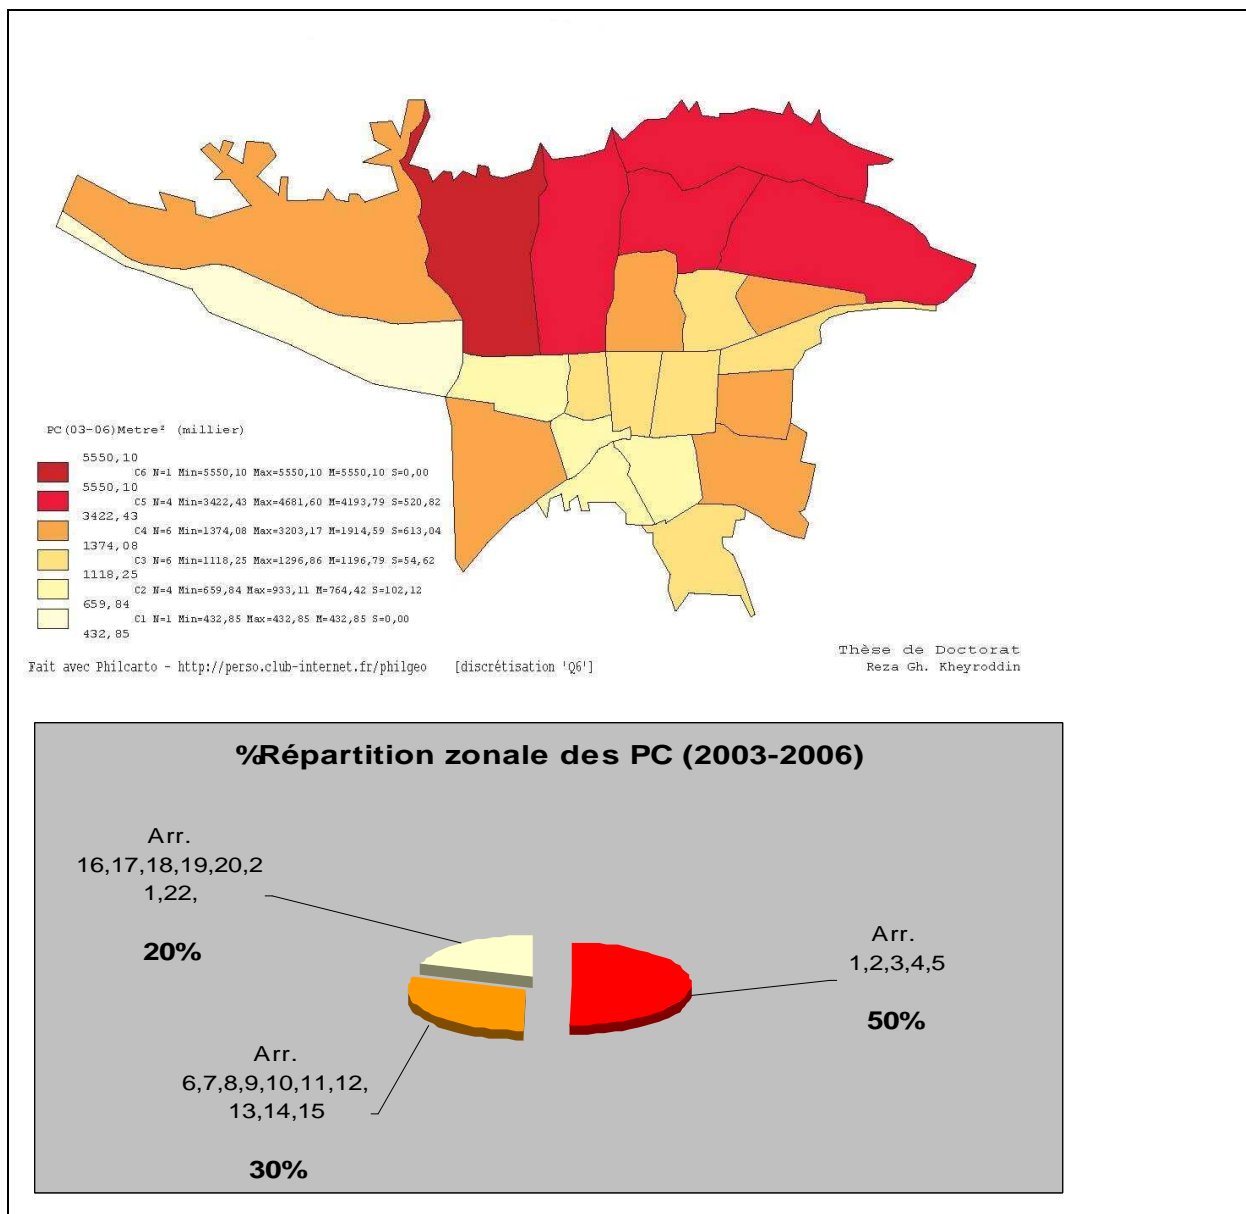 PC(03-06)Metre² (millier)
5550,10
C6 N=1 Min=5550,10 Max=5550,10 M=5550,10 S=0,00
5550,10
C5 N=4 Min=3422,43 Max=4681,60 M=4193,79 S=520,82
3422,43
C4 N=6 Min=1374,08 Max=3203,17 M=1914,59 S=613,04
1374,08
C3 N=6 Min=1118,25 Max=1296,86 M=1196,79 S=54,62
1118,25
C2 N=4 Min=659,84 Max=933,11 M=764,42 S=102,12
659,84
C1 N=1 Min=432,85 Max=432,85 M=432,85 S=0,00
432,85
Fait avec Philcarto - http://perso.club-internet.fr/philgeo [discrétisation 'Q6']
Thèse de Doctorat
Reza Gh. Kheyroddin
%Répartition zonale des PC (2003-2006)
Arr.
16,17,18,19,20,2
1,22,
20%
Arr.
1,2,3,4,5
50%
Arr.
6,7,8,9,10,11,12,
13,14,15
30%